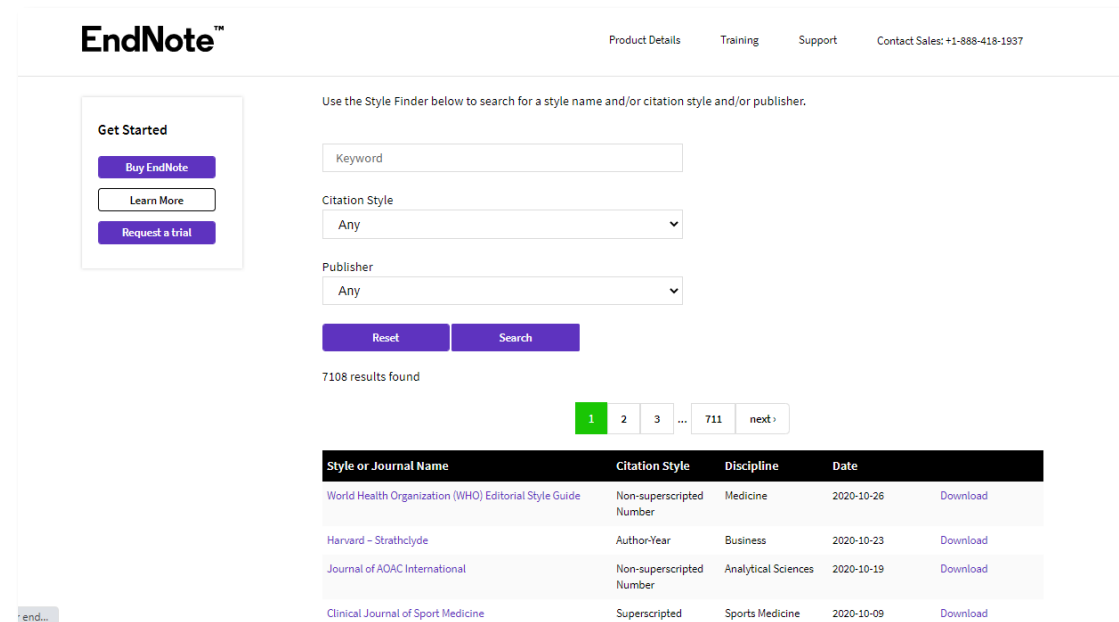 EndNote™
Product Details Training Support Contact Sales: +1-888-418-1937
Get Started
Buy EndNote
Learn More
Request a trial
Use the Style Finder below to search for a style name and/or citation style and/or publisher.
Keyword
Citation Style
Any
Publisher
Any
Reset Search
7108 results found
1 2 3 ... 711 next ›
Style or Journal Name Citation Style Discipline Date
World Health Organization (WHO) Editorial Style Guide Non-superscripted Medicine 2020-10-26 Download
Number
Harvard – Strathclyde Author-Year Business 2020-10-23 Download
Journal of AOAC International Non-superscripted Analytical Sciences 2020-10-19 Download
Number
Clinical Journal of Sport Medicine Superscripted Sports Medicine 2020-10-09 Download
end...